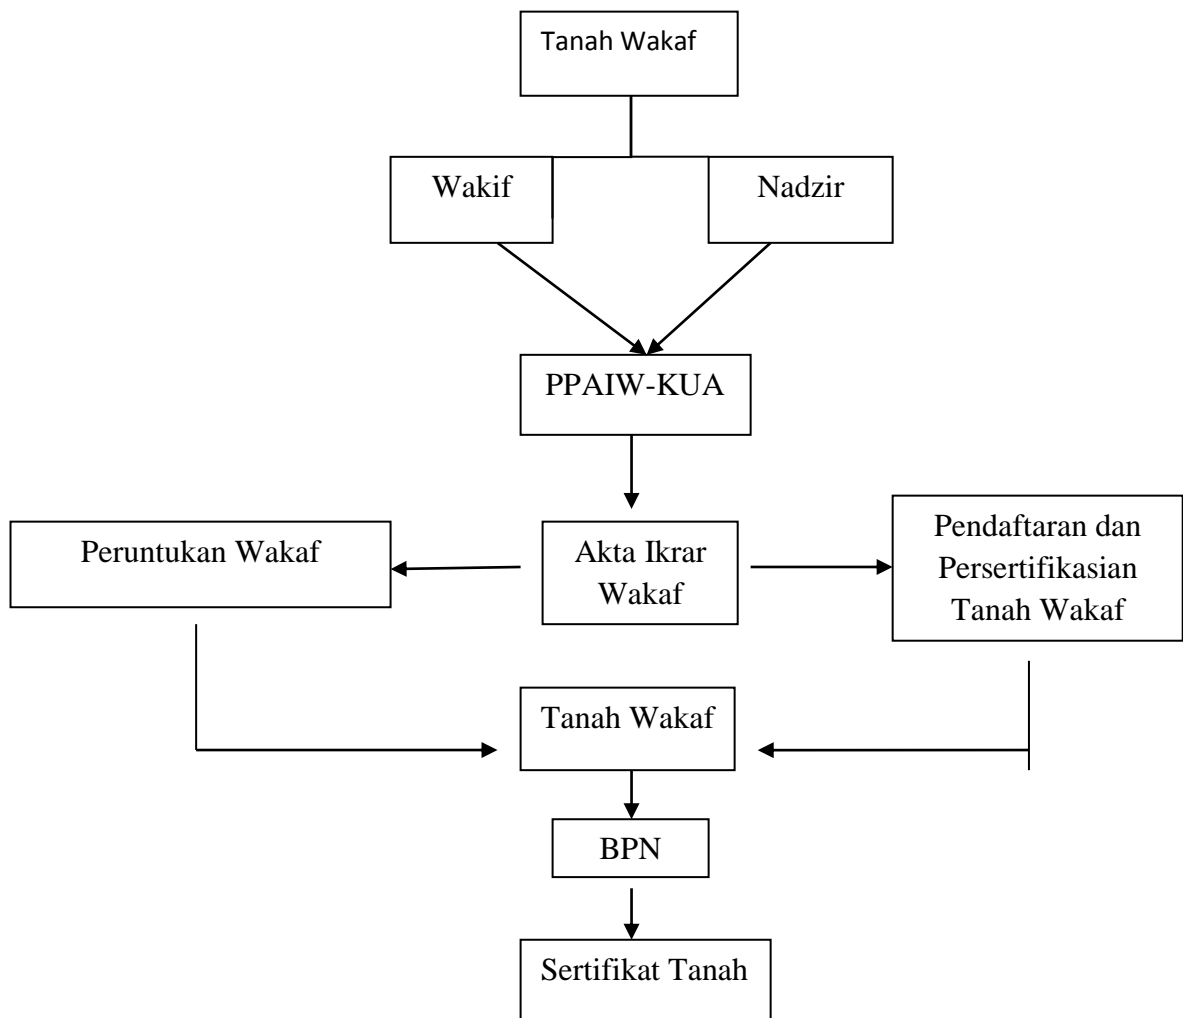 Tanah Wakaf
Wakif
Nadzir
PPAIW-KUA
Peruntukan Wakaf
Akta Ikrar
Wakaf
Pendaftaran dan
Persertifikasian
Tanah Wakaf
Tanah Wakaf
BPN
Sertifikat Tanah